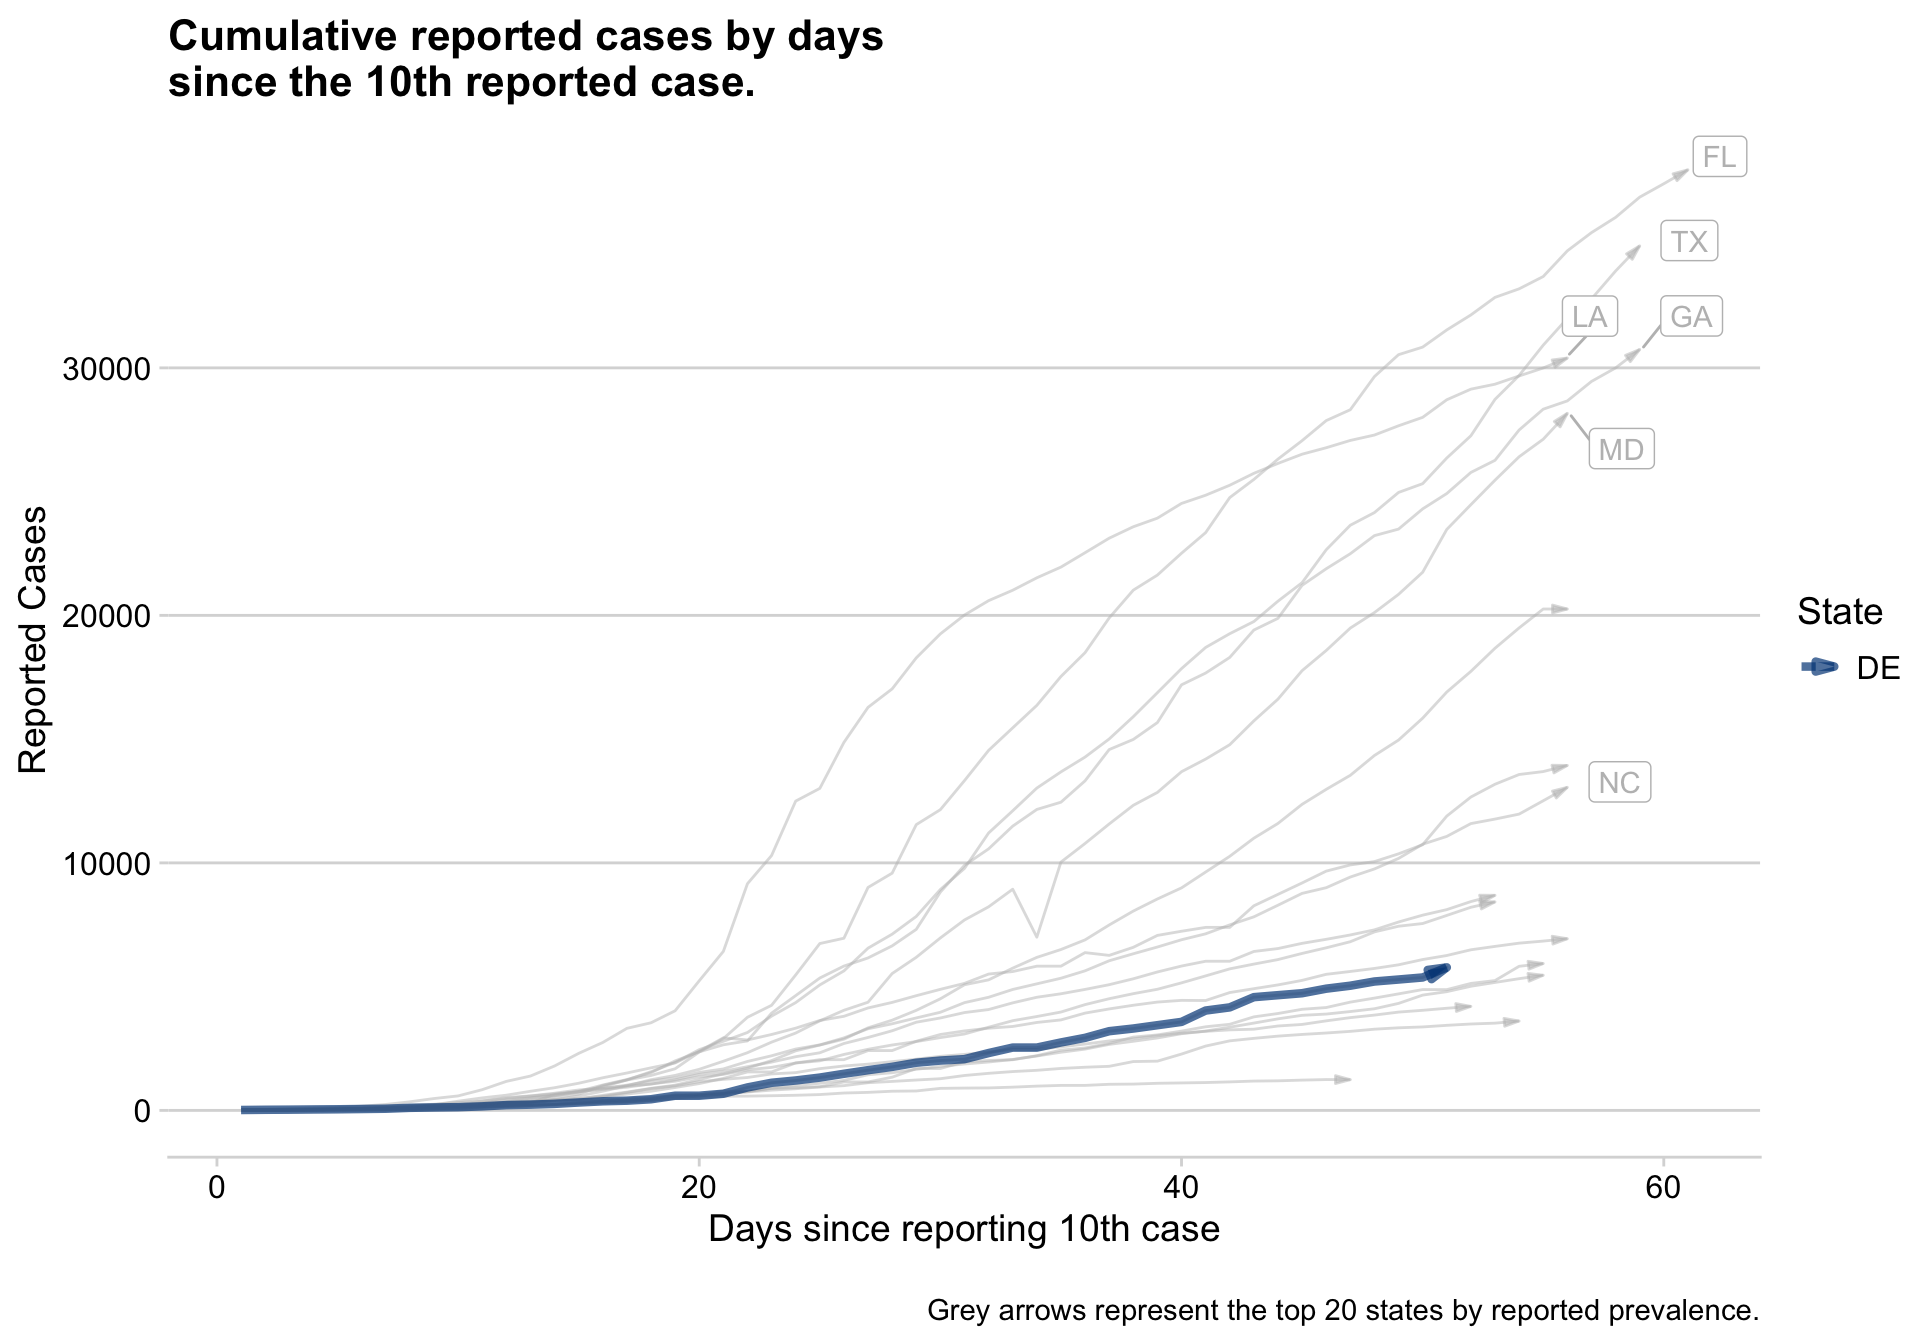 Cumulative reported cases by days
since the 10th reported case.
FL
TX
LA
GA
30000
MD
Reported Cases
20000
State
DE
NC
10000
0
0 20 40 60
Days since reporting 10th case
Grey arrows represent the top 20 states by reported prevalence.